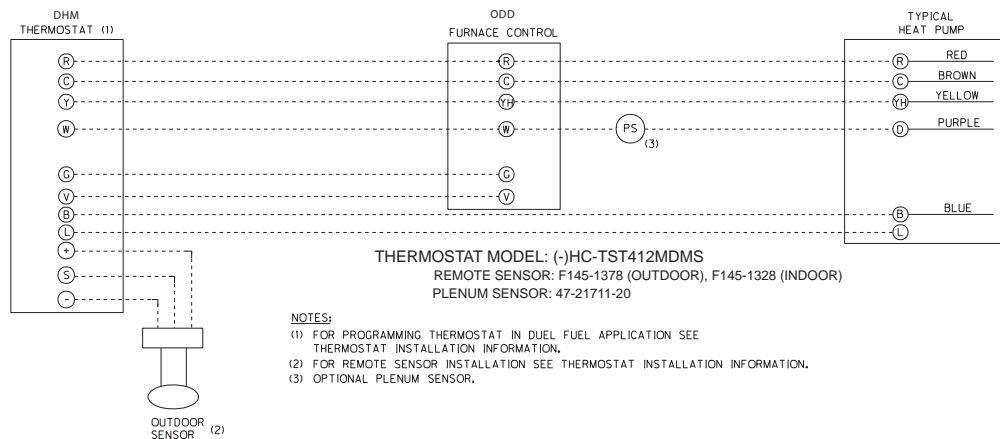 DHM
THERMOSTAT (1)
ODD
FURNACE CONTROL
TYPICAL
HEAT PUMP
R R R RED
C C C BROWN
Y YH YH YELLOW
W W PS D PURPLE
(3)
G G
V V
B B BLUE
L L
+
S
-
THERMOSTAT MODEL: (-)HC-TST412MDMS
REMOTE SENSOR: F145-1378 (OUTDOOR), F145-1328 (INDOOR)
PLENUM SENSOR: 47-21711-20
NOTES:
(1) FOR PROGRAMMING THERMOSTAT IN DUEL FUEL APPLICATION SEE
THERMOSTAT INSTALLATION INFORMATION.
(2) FOR REMOTE SENSOR INSTALLATION SEE THERMOSTAT INSTALLATION INFORMATION.
(3) OPTIONAL PLENUM SENSOR.
OUTDOOR
SENSOR (2)